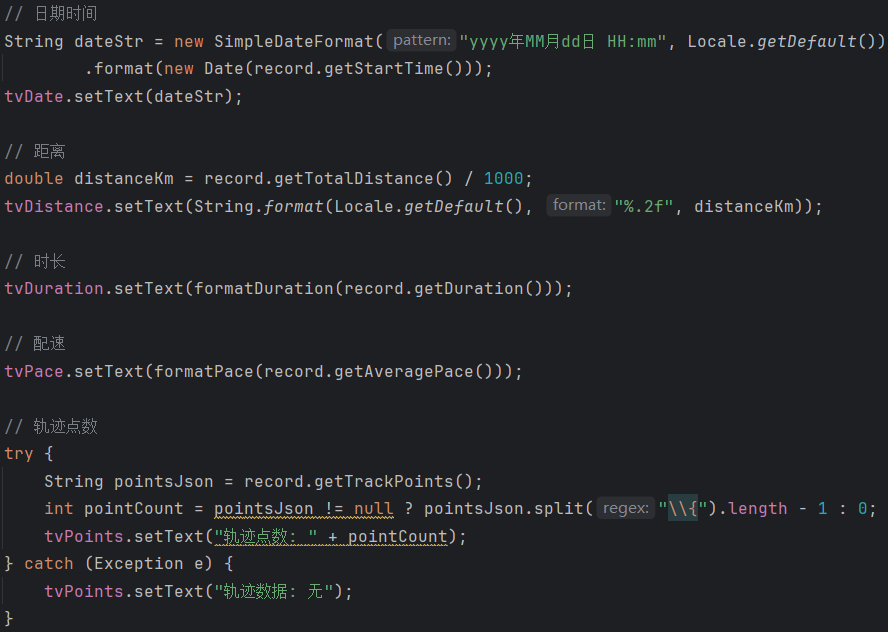 // 日期时间
String dateStr = new SimpleDateFormat( pattern: "yyyy年MM月dd日 HH:mm", Locale.getDefault())
        .format(new Date(record.getStartTime()));
tvDate.setText(dateStr);

// 距离
double distanceKm = record.getTotalDistance() / 1000;
tvDistance.setText(String.format(Locale.getDefault(), format: "%.2f", distanceKm));

// 时长
tvDuration.setText(formatDuration(record.getDuration()));

// 配速
tvPace.setText(formatPace(record.getAveragePace()));

// 轨迹点数
try {
    String pointsJson = record.getTrackPoints();
    int pointCount = pointsJson != null ? pointsJson.split( regex: "\\{").length - 1 : 0;
    tvPoints.setText("轨迹点数: " + pointCount);
} catch (Exception e) {
    tvPoints.setText("轨迹数据: 无");
}